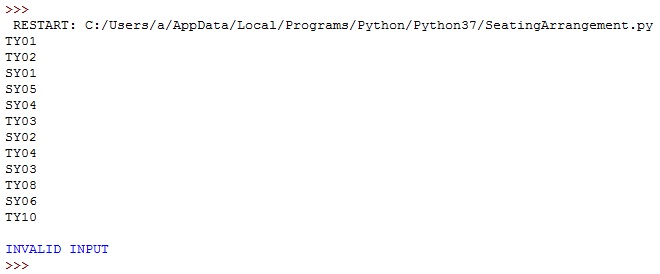 >>>
RESTART: C:/Users/a/AppData/Local/Programs/Python/Python37/SeatingArrangement.py
TY01
TY02
SY01
SY05
SY04
TY03
SY02
TY04
SY03
TY08
SY06
TY10
INVALID INPUT
>>>